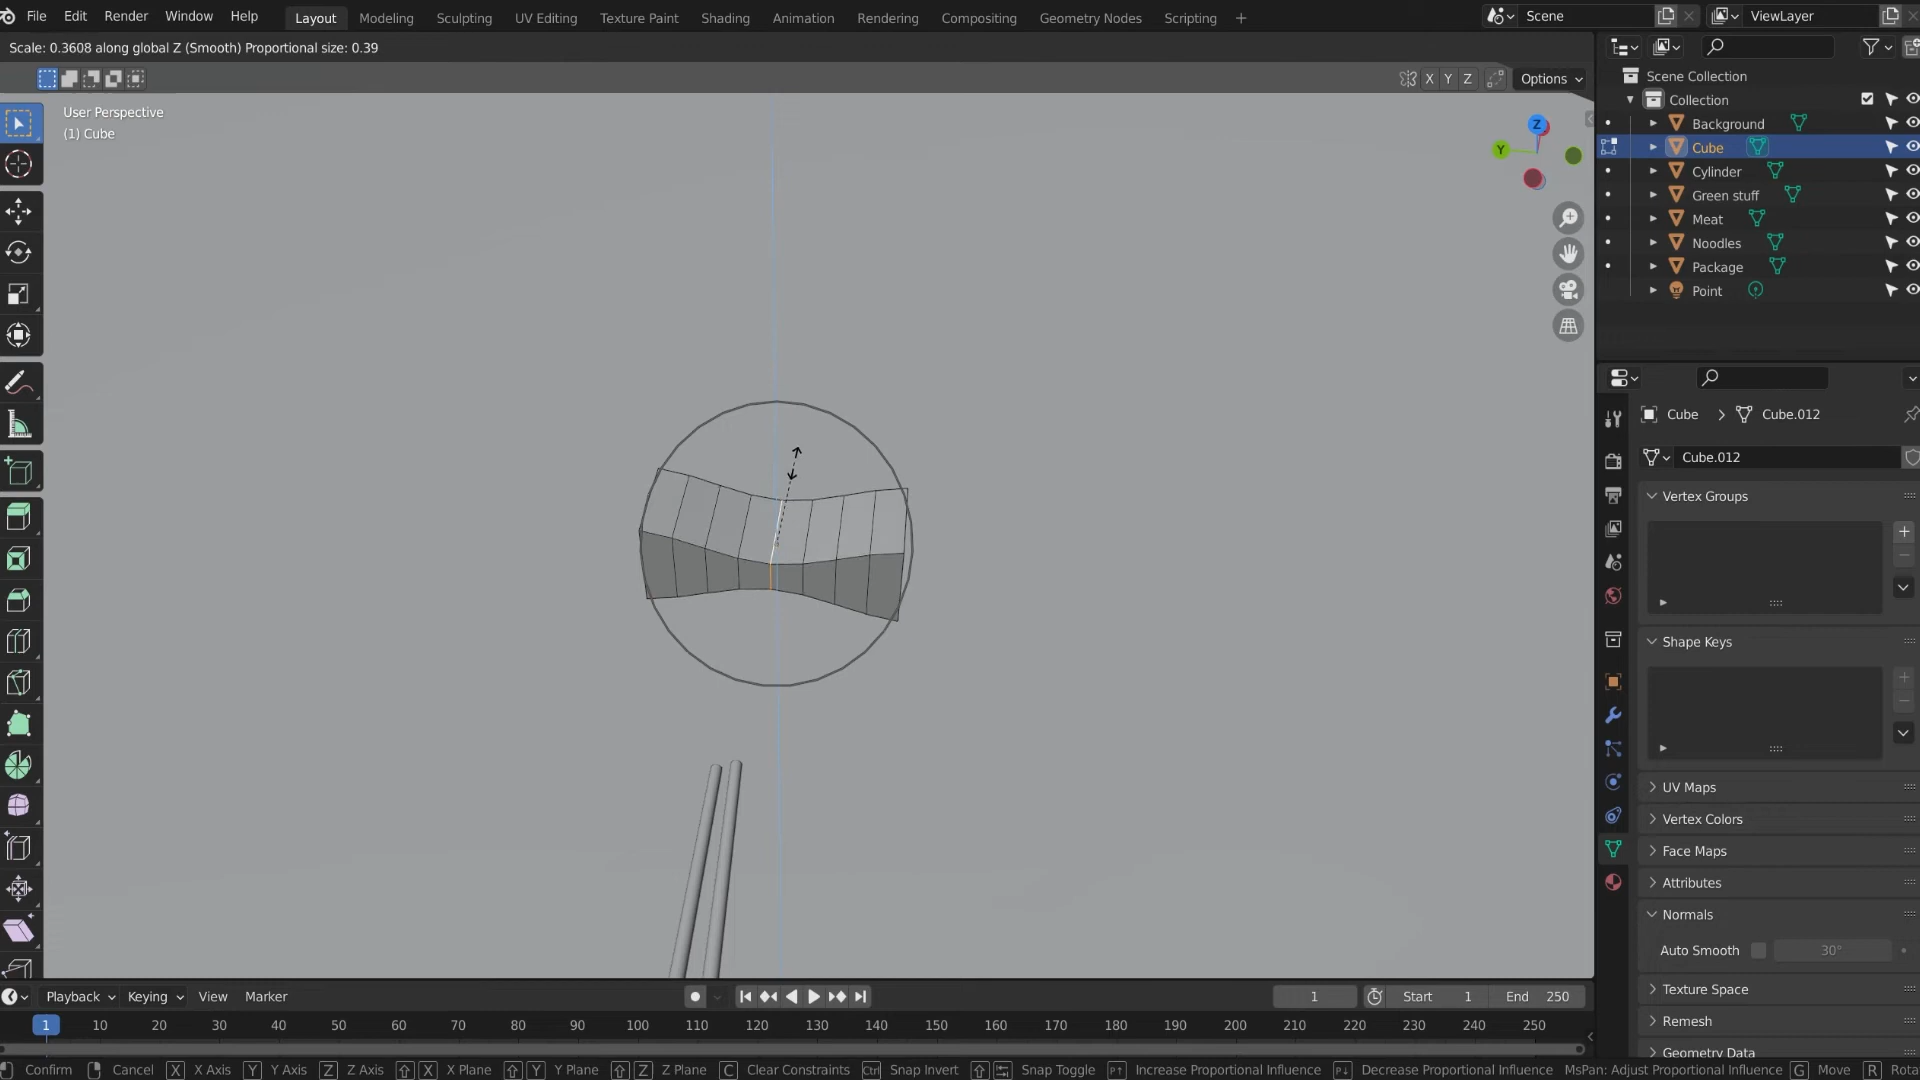 File Edit Render Window Help Layout Modeling Sculpting UV Editing Texture Paint Shading Animation Rendering Compositing Geometry Nodes Scripting + Scene ViewLayer
Scale: 0.3608 along global Z (Smooth) Proportional size: 0.39
X Y Z Options
User Perspective
(1) Cube
Z
Y
Scene Collection
Collection
Background
Cube
Cylinder
Green stuff
Meat
Noodles
Package
Point
Cube Cube.012
Cube.012
Vertex Groups
Shape Keys
UV Maps
Vertex Colors
Face Maps
Attributes
Normals
Auto Smooth 30°
Texture Space
Remesh
Geometry Data
Playback Keying View Marker 1 Start 1 End 250
1 10 20 30 40 50 60 70 80 90 100 110 120 130 140 150 160 170 180 190 200 210 220 230 240 250
Confirm Cancel X X Axis Y Y Axis Z Z Axis X X Plane Y Y Plane Z Z Plane C Clear Constraints Ctrl Snap Invert Snap Toggle Increase Proportional Influence Decrease Proportional Influence MsPan: Adjust Proportional Influence G Move R Rota